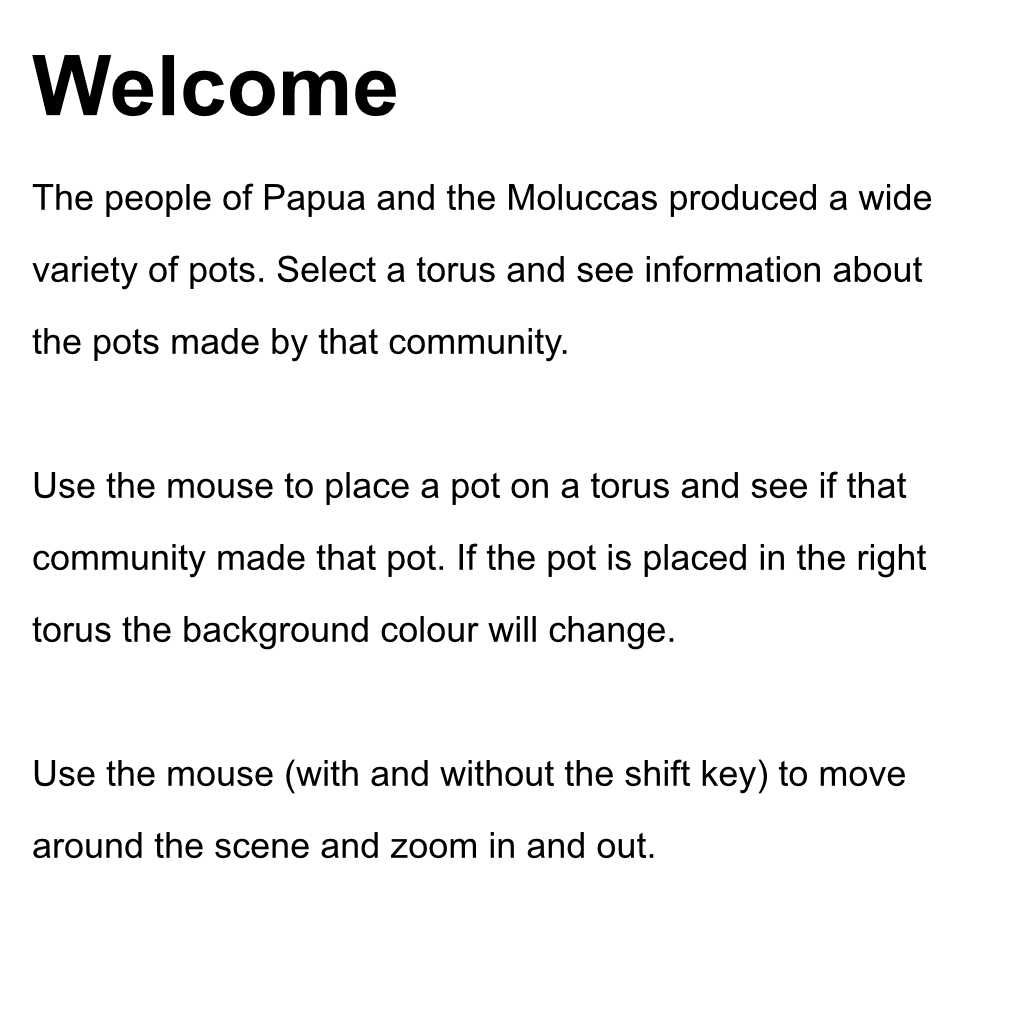 Welcome
The people of Papua and the Moluccas produced a wide
variety of pots. Select a torus and see information about
the pots made by that community.
Use the mouse to place a pot on a torus and see if that
community made that pot. If the pot is placed in the right
torus the background colour will change.
Use the mouse (with and without the shift key) to move
around the scene and zoom in and out.